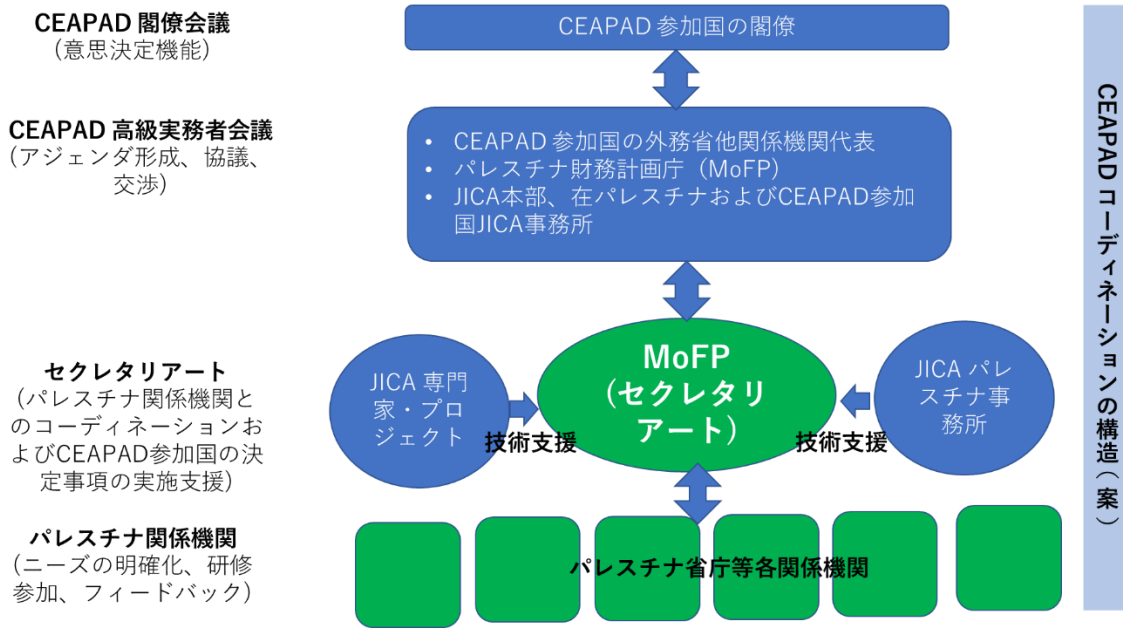 CEAPAD 閣僚会議
(意思決定機能)
CEAPAD 参加国の閣僚
CEAPAD 高級実務者会議
(アジェンダ形成、協議、
交渉)
• CEAPAD 参加国の外務省他関係機関代表
• パレスチナ財務計画庁（MoFP）
• JICA本部、在パレスチナおよびCEAPAD参加
国JICA事務所
セクレタリアート
(パレスチナ関係機関と
のコーディネーションお
よびCEAPAD参加国の決
定事項の実施支援)
JICA 専門
家・プロ
ジェクト
技術支援
MoFP
(セクレタリ
アート)
技術支援
JICA パレ
スチナ事
務所
パレスチナ関係機関
(ニーズの明確化、研修
参加、フィードバック)
パレスチナ省庁等各関係機関
CEAPAD コーディネーションの構造（案）